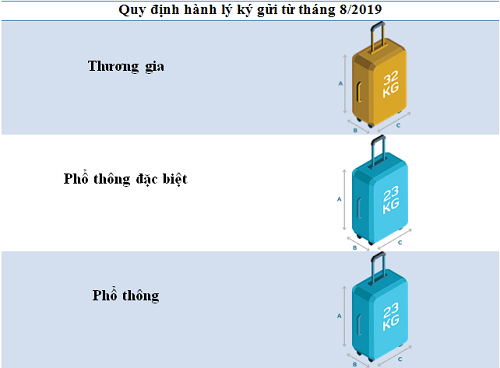 Quy định hành lý ký gửi từ tháng 8/2019
Thương gia
32
KG
A
B
C
Phổ thông đặc biệt
23
KG
A
B
C
Phổ thông
23
KG
A
B
C